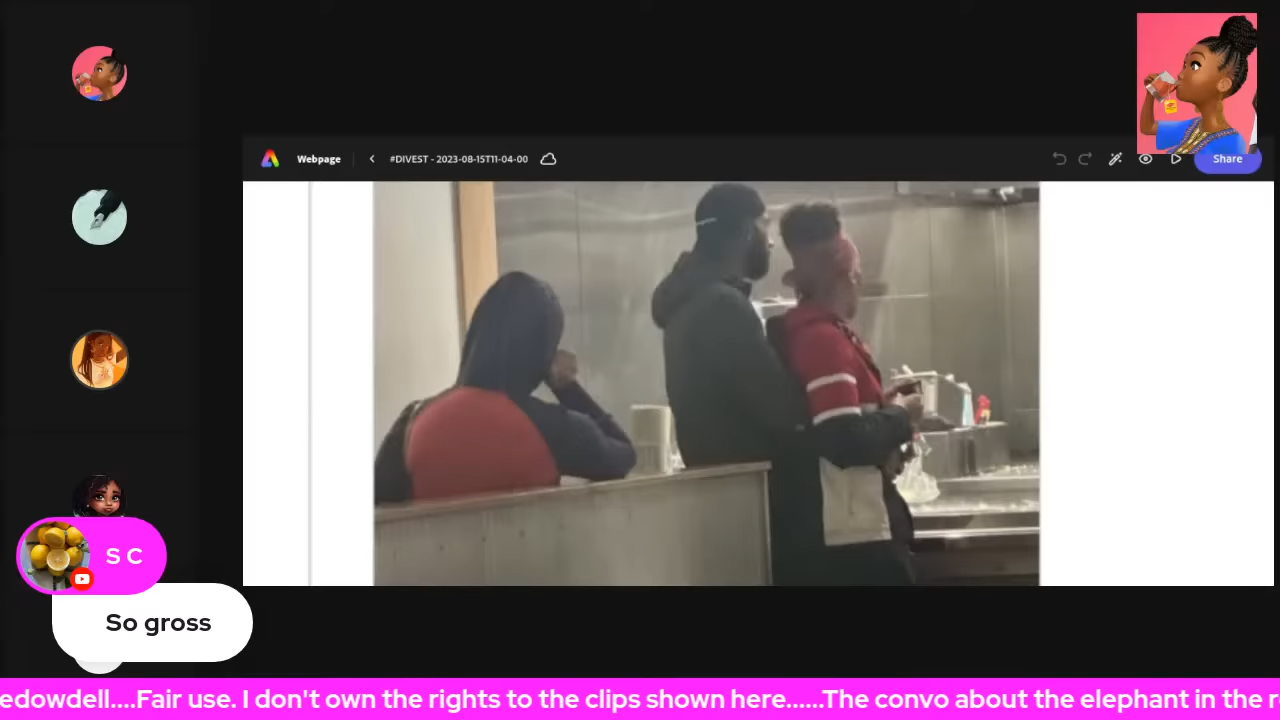 Webpage
#DIVEST - 2023-08-15T11-04-00
Share
S C
So gross
edowdell....Fair use. I don't own the rights to the clips shown here......The convo about the elephant in the r